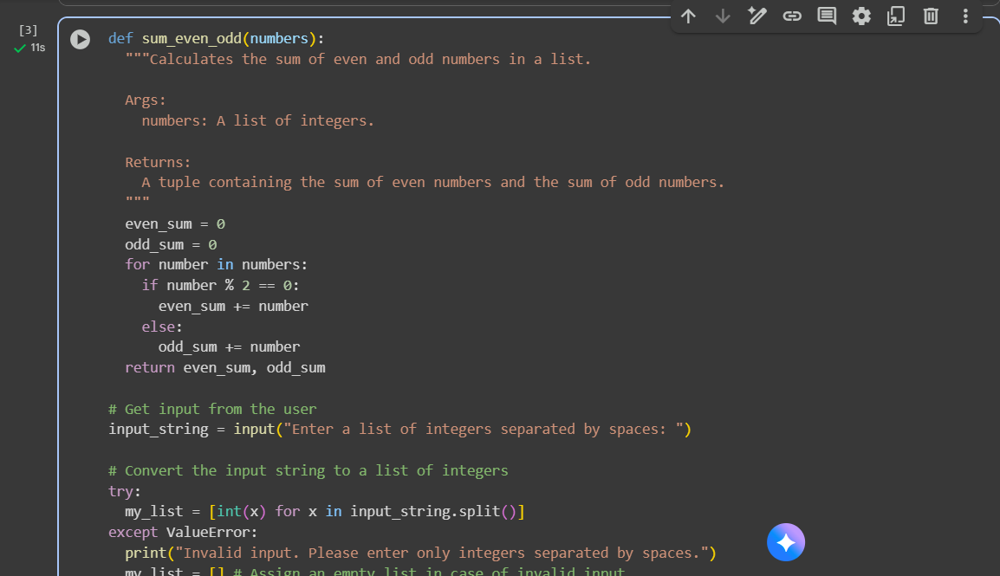 [3]
11s
def sum_even_odd(numbers):
"""Calculates the sum of even and odd numbers in a list.
Args:
numbers: A list of integers.
Returns:
A tuple containing the sum of even numbers and the sum of odd numbers.
"""
even_sum = 0
odd_sum = 0
for number in numbers:
if number % 2 == 0:
even_sum += number
else:
odd_sum += number
return even_sum, odd_sum
# Get input from the user
input_string = input("Enter a list of integers separated by spaces: ")
# Convert the input string to a list of integers
try:
my_list = [int(x) for x in input_string.split()]
except ValueError:
print("Invalid input. Please enter only integers separated by spaces.")
my_list = [] # Assign an empty list in case of invalid input